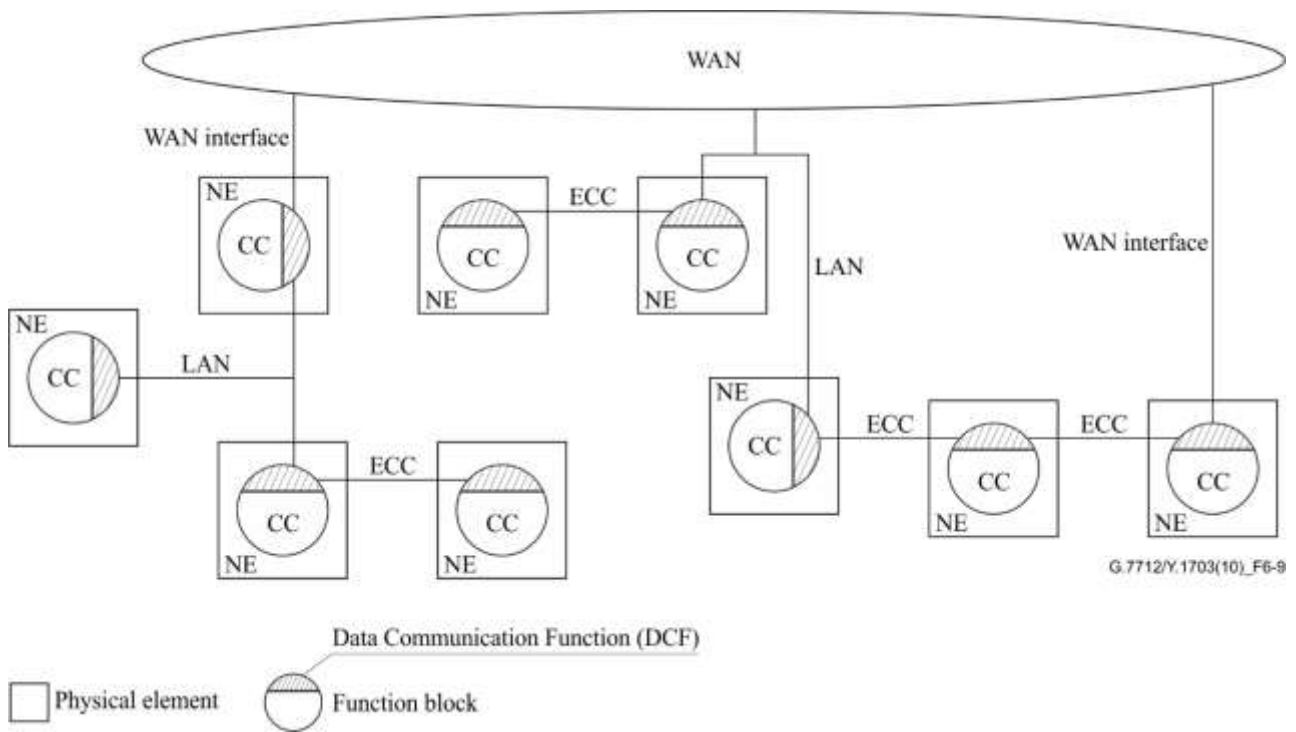 WAN
WAN interface
NE
CC
ECC
CC
NE
CC
NE
WAN interface
LAN
NE
CC
LAN
NE
CC
ECC
CC
NE
ECC
CC
NE
CC
NE
ECC
CC
NE
G.7712/Y.1703(10)_F6-9
Data Communication Function (DCF)
Physical element
Function block